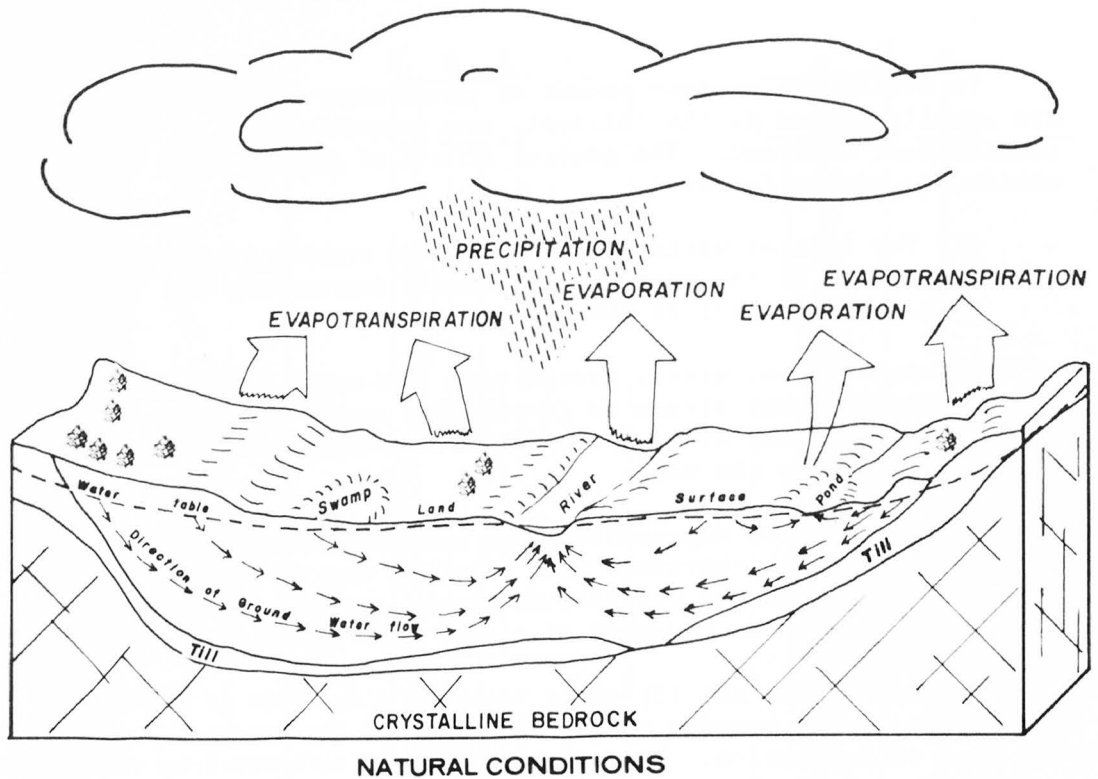 PRECIPITATION
EVAPOTRANSPIRATION
EVAPORATION
EVAPORATION
EVAPOTRANSPIRATION
Water table
Swamp
Land
River
Surface
Pond
Direction of Ground Water flow
Till
Till
CRYSTALLINE BEDROCK
NATURAL CONDITIONS